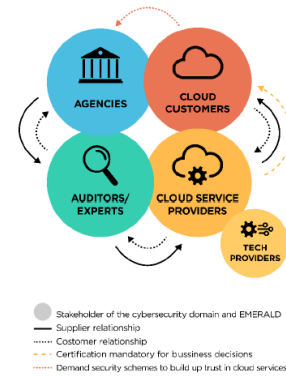 AGENCIES
CLOUD
CUSTOMERS
AUDITORS/
EXPERTS
CLOUD SERVICE
PROVIDERS
TECH
PROVIDERS
Stakeholder of the cybersecurity domain and EMERALD
Supplier relationship
Costomer relationship
Certification mandatory for bussiness decisions
Demand security schemes to build up trust in cloud services